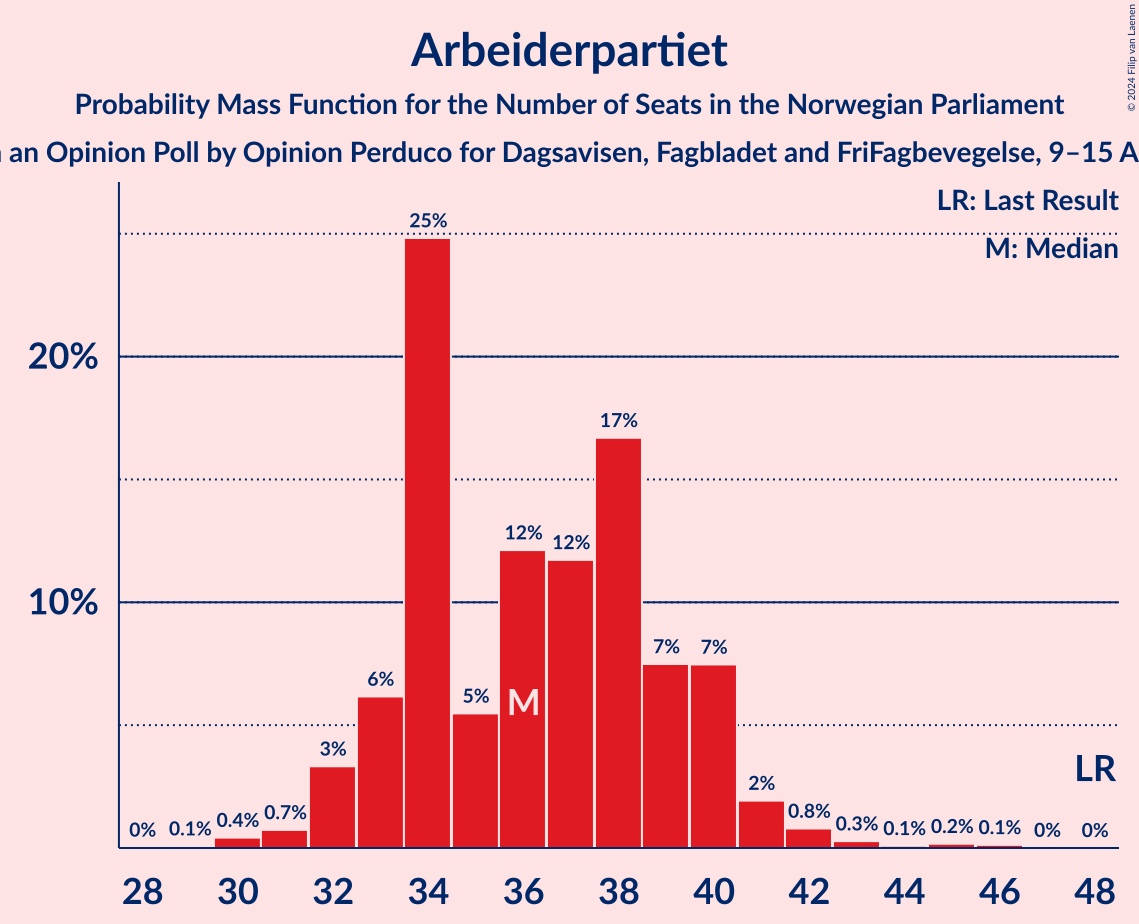 Arbeiderpartiet
Probability Mass Function for the Number of Seats in the Norwegian Parliament
an Opinion Poll by Opinion Perduco for Dagsavisen, Fagbladet and FriFagbevegelse, 9–15 A
© 2024 Filip van Laenen
LR: Last Result
M: Median
20%
10%
0% 0.1% 0.4% 0.7% 3% 6% 25% 5% 12% 12% 17% 7% 7% 2% 0.8% 0.3% 0.1% 0.2% 0.1% 0% 0%
M
LR
28 30 32 34 36 38 40 42 44 46 48